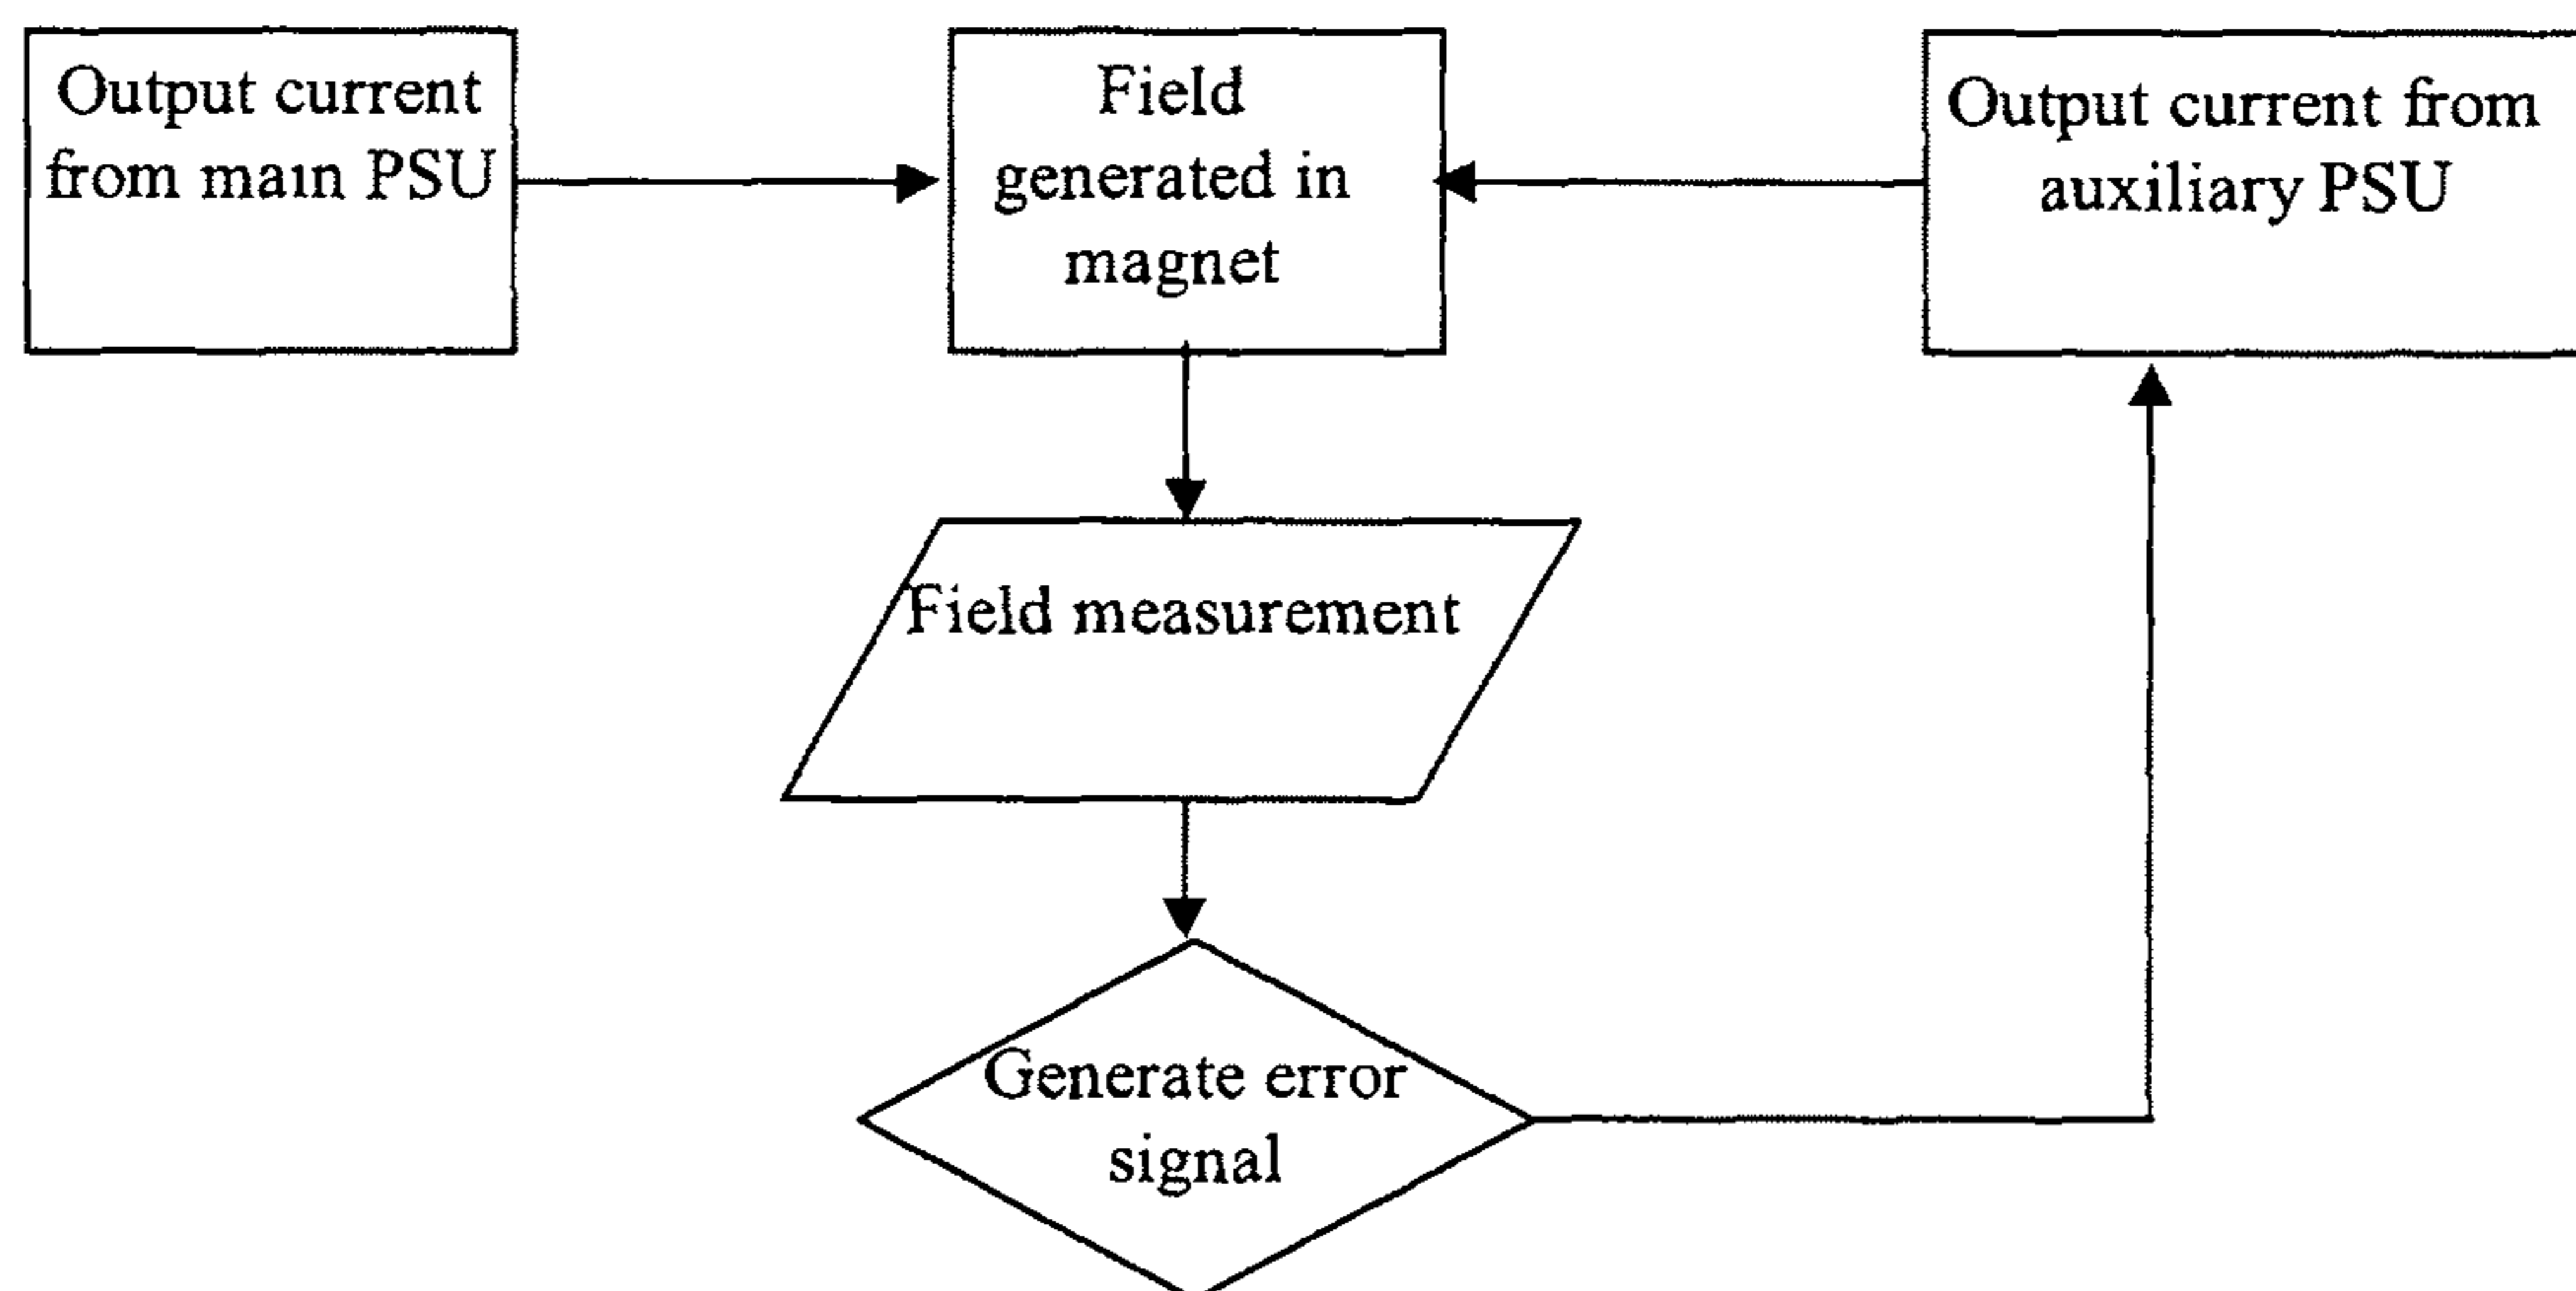 Output current
from main PSU
Field
generated in
magnet
Output current from
auxiliary PSU
Field measurement
Generate error
signal